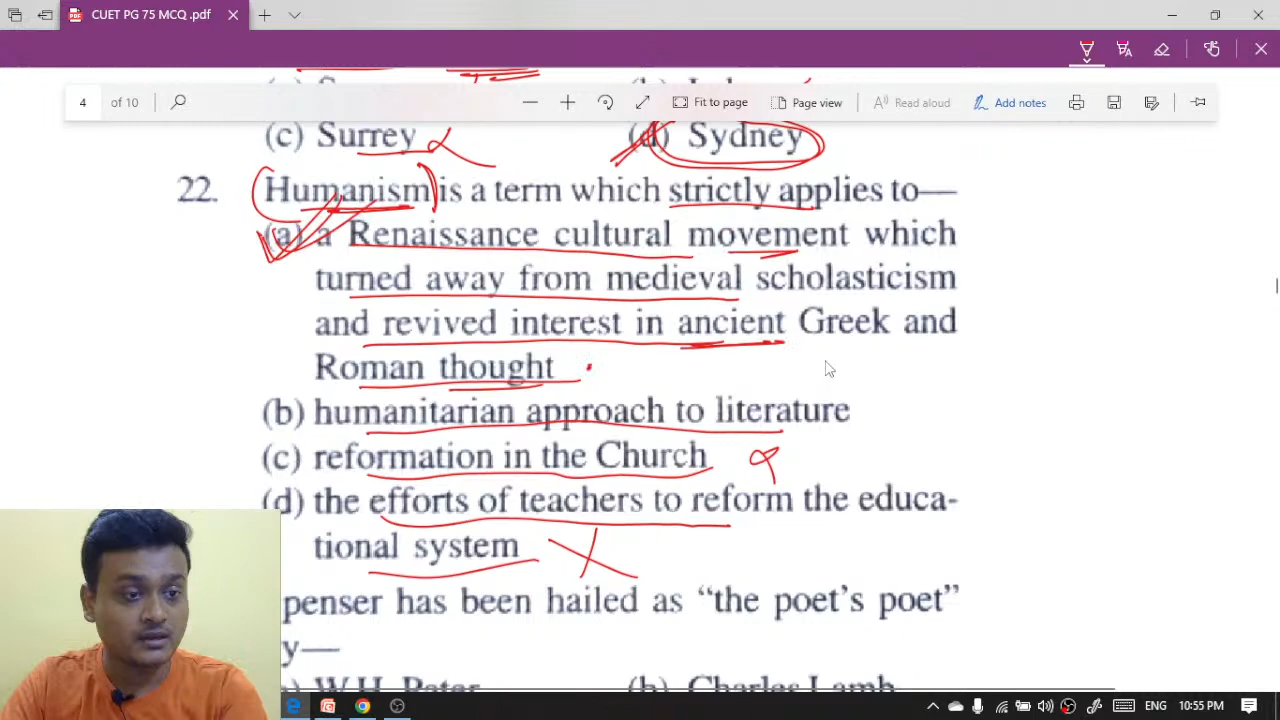 CUET PG 75 MCQ .pdf
4 of 10 Fit to page Page view Read aloud Add notes
(c) Surrey (d) Sydney
22. Humanism is a term which strictly applies to—
(a) a Renaissance cultural movement which
turned away from medieval scholasticism
and revived interest in ancient Greek and
Roman thought
(b) humanitarian approach to literature
(c) reformation in the Church
(d) the efforts of teachers to reform the educa-
tional system
penser has been hailed as “the poet’s poet”
y—
W.H. Pater (b) Charles Lamb
ENG 10:55 PM